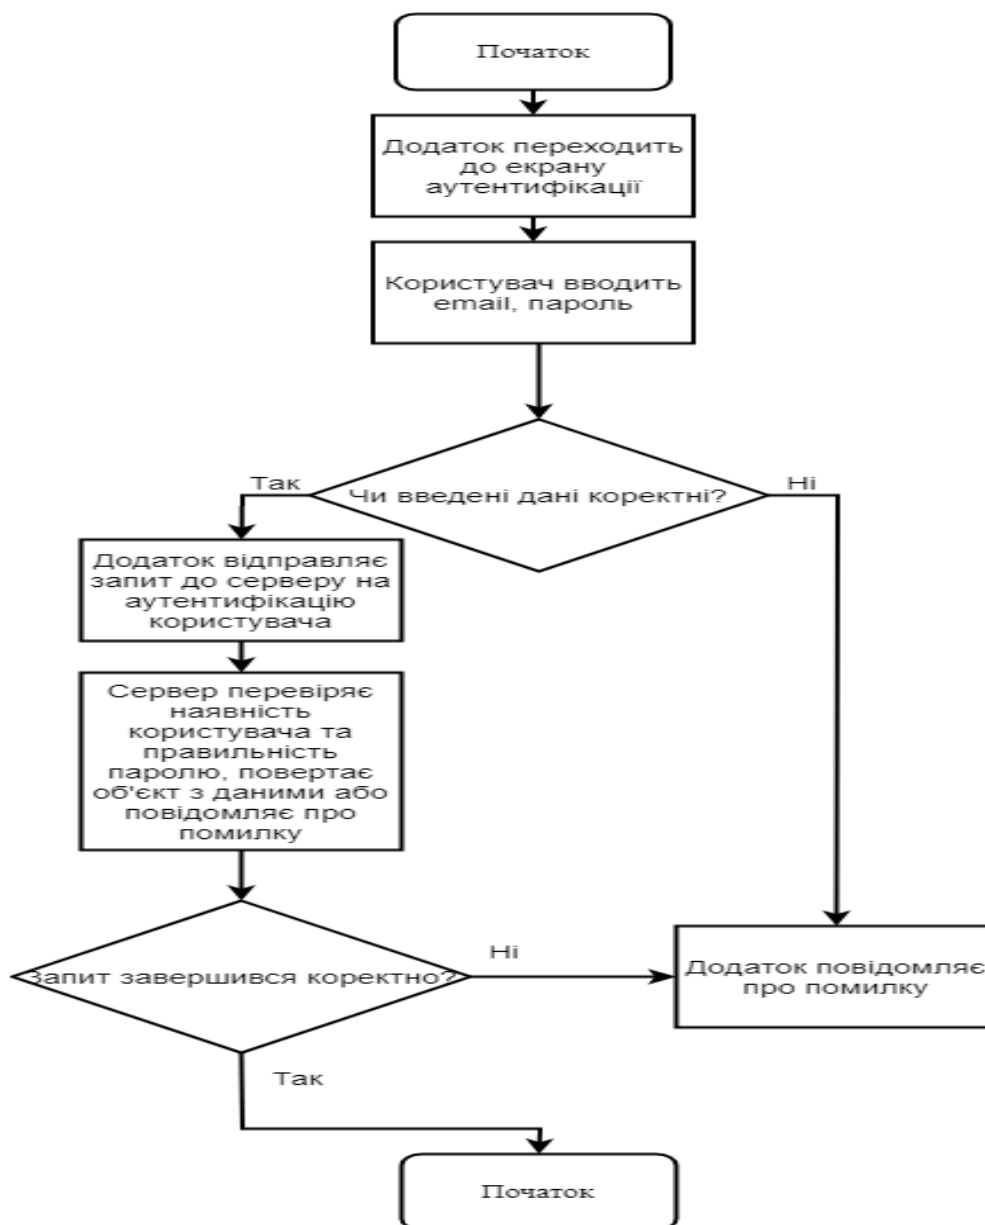 Початок
Додаток переходить
до екрану
аутентифікації
Користувач вводить
email, пароль
Так
Чи введені дані коректні?
Ні
Додаток відправляє
запит до серверу на
аутентифікацію
користувача
Сервер перевіряє
наявність
користувача та
правильність
паролю, повертає
об'єкт з даними або
повідомляє про
помилку
Запит завершився коректно?
Ні
Додаток повідомляє
про помилку
Так
Початок